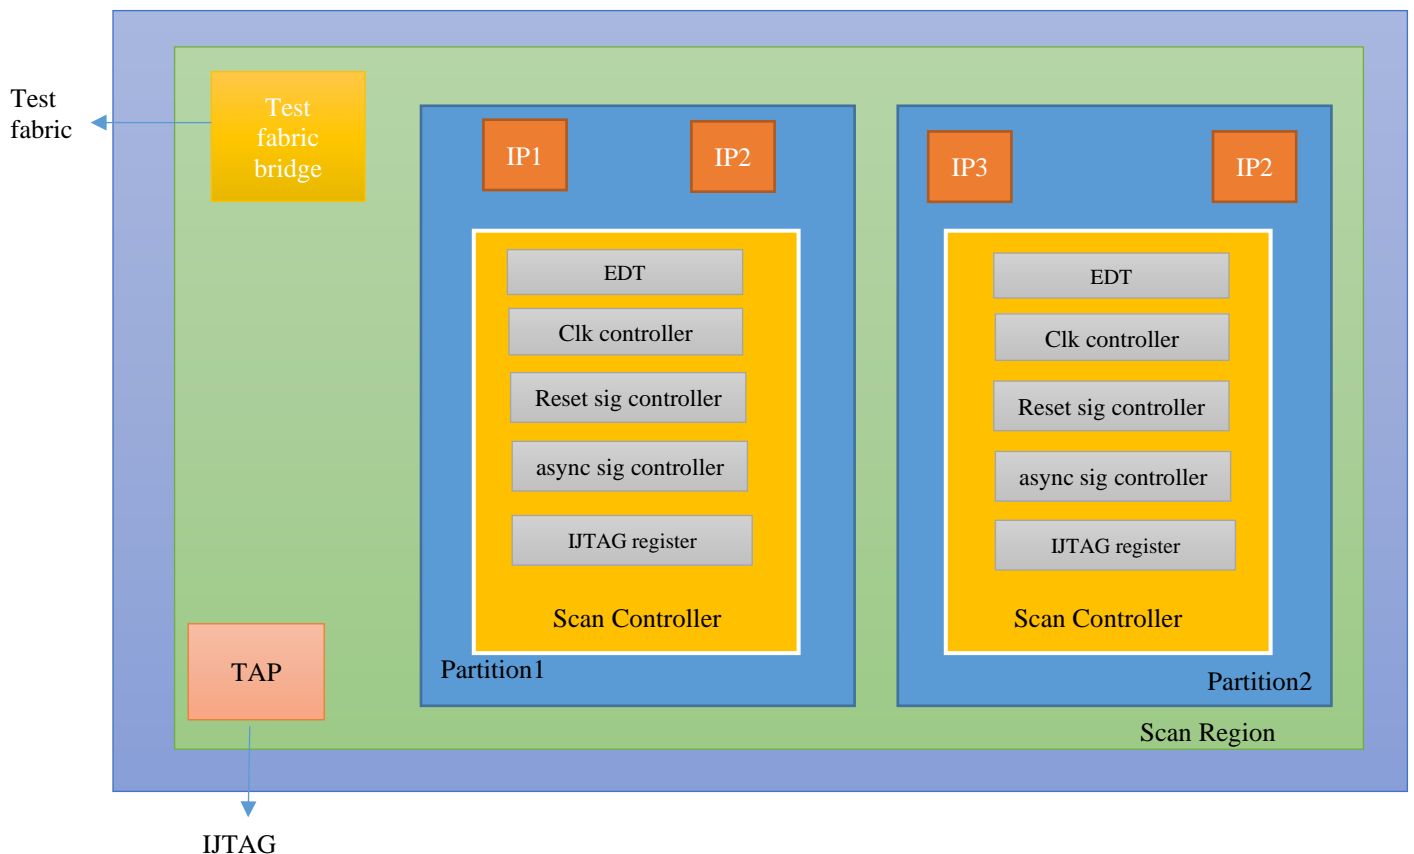 Test
fabric
Test
fabric
bridge
IP1
IP2
EDT
Clk controller
Reset sig controller
async sig controller
IJTAG register
Scan Controller
Partition1
IP3
IP2
EDT
Clk controller
Reset sig controller
async sig controller
IJTAG register
Scan Controller
Partition2
Scan Region
TAP
IJTAG